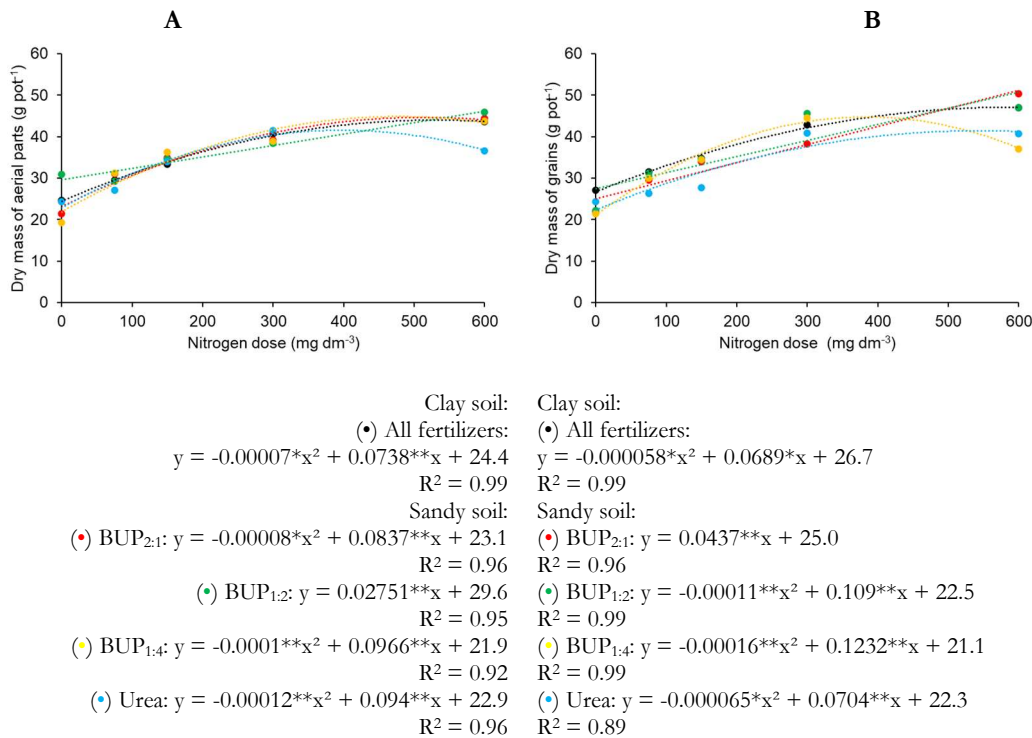 A
B
60
50
40
30
20
10
0
Dry mass of aerial parts (g pot⁻¹)
0 100 200 300 400 500 600
Nitrogen dose (mg dm⁻³)
60
50
40
30
20
10
0
Dry mass of grains (g pot⁻¹)
0 100 200 300 400 500 600
Nitrogen dose (mg dm⁻³)
Clay soil:
(•) All fertilizers:
y = -0.00007*x² + 0.0738**x + 24.4
R² = 0.99
Sandy soil:
(•) BUP₂:₁: y = -0.00008*x² + 0.0837**x + 23.1
R² = 0.96
(•) BUP₁:₂: y = 0.02751**x + 29.6
R² = 0.95
(•) BUP₁:₄: y = -0.0001**x² + 0.0966**x + 21.9
R² = 0.92
(•) Urea: y = -0.00012**x² + 0.094**x + 22.9
R² = 0.96
Clay soil:
(•) All fertilizers:
y = -0.000058*x² + 0.0689*x + 26.7
R² = 0.99
Sandy soil:
(•) BUP₂:₁: y = 0.0437**x + 25.0
R² = 0.96
(•) BUP₁:₂: y = -0.00011**x² + 0.109**x + 22.5
R² = 0.99
(•) BUP₁:₄: y = -0.00016**x² + 0.1232**x + 21.1
R² = 0.99
(•) Urea: y = -0.000065*x² + 0.0704**x + 22.3
R² = 0.89